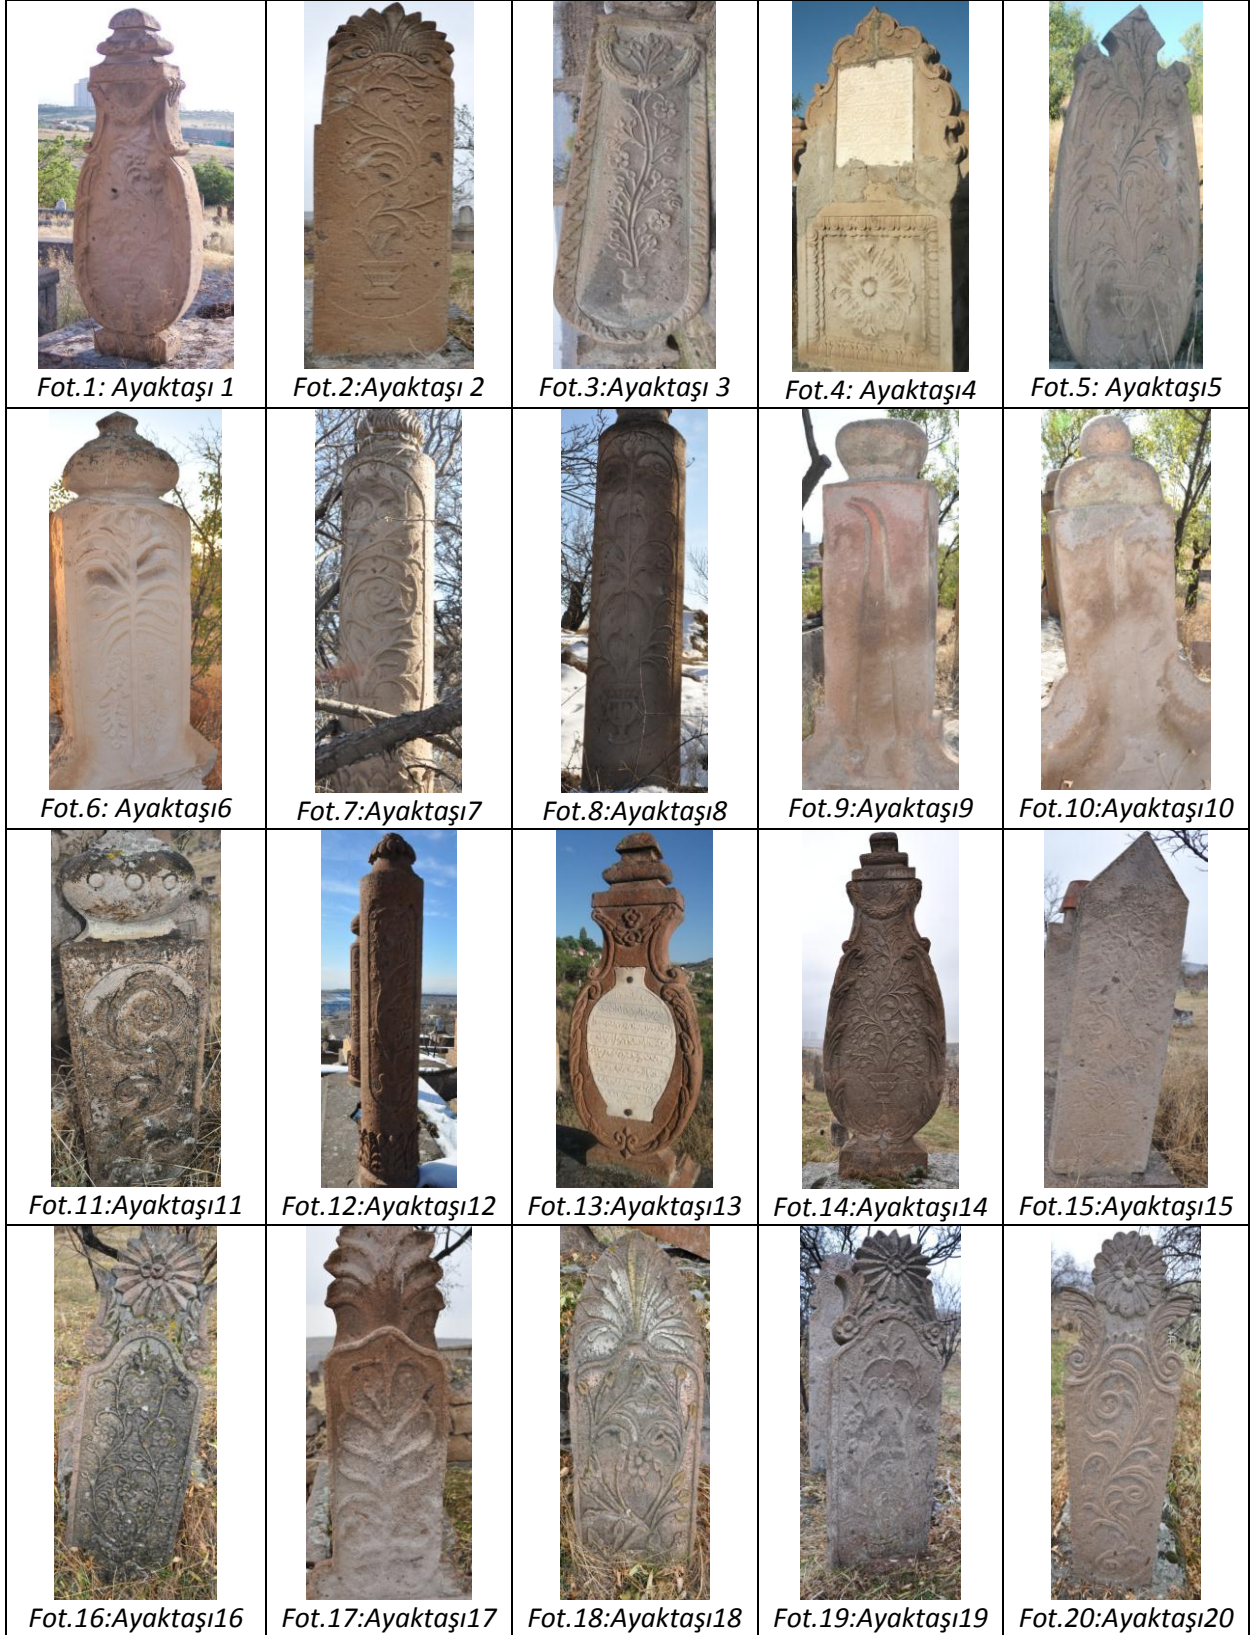 Fot.1: Ayaktaşı 1
Fot.2:Ayaktaşı 2
Fot.3:Ayaktaşı 3
Fot.4: Ayaktaşı4
Fot.5: Ayaktaşı5
Fot.6: Ayaktaşı6
Fot.7:Ayaktaşı7
Fot.8:Ayaktaşı8
Fot.9:Ayaktaşı9
Fot.10:Ayaktaşı10
Fot.11:Ayaktaşı11
Fot.12:Ayaktaşı12
Fot.13:Ayaktaşı13
Fot.14:Ayaktaşı14
Fot.15:Ayaktaşı15
Fot.16:Ayaktaşı16
Fot.17:Ayaktaşı17
Fot.18:Ayaktaşı18
Fot.19:Ayaktaşı19
Fot.20:Ayaktaşı20